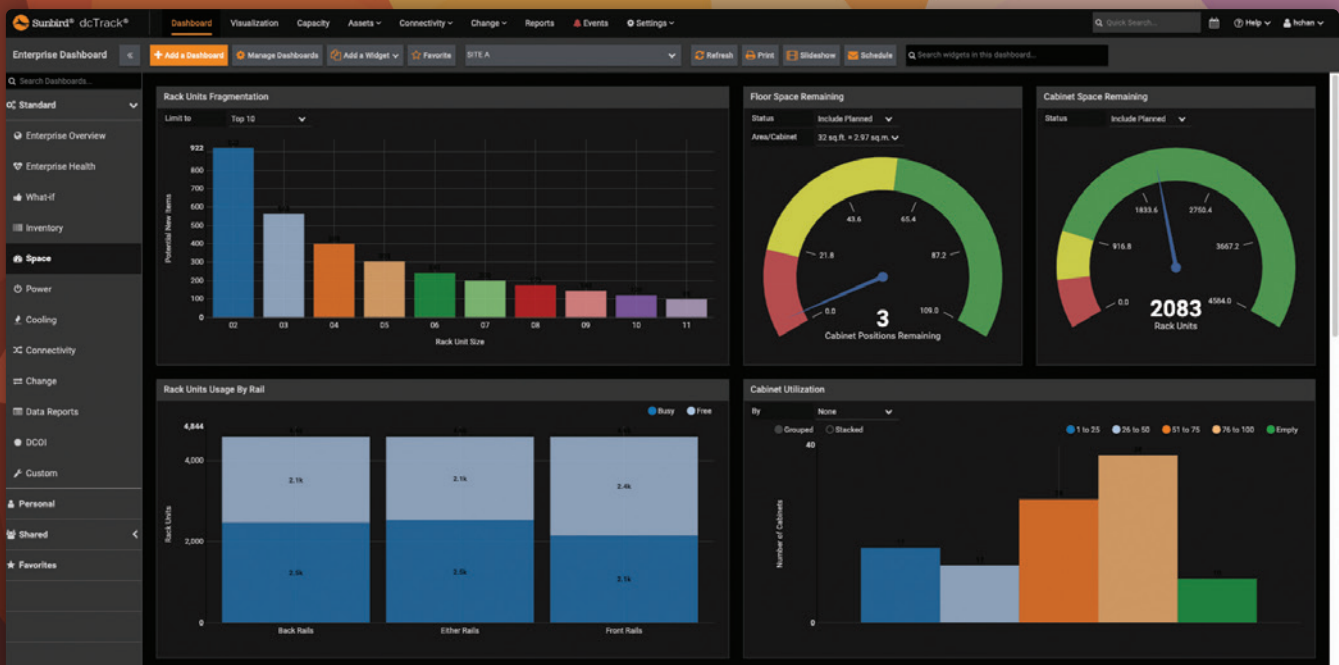 Sunbird® dcTrack®
Dashboard Visualization Capacity Assets Connectivity Change Reports Events Settings
Quick Search... Help hchan
Enterprise Dashboard « + Add a Dashboard Manage Dashboards Add a Widget Favorite SITE A Refresh Print Slideshow Schedule Search widgets in this dashboard...
Search Dashboards...
Standard
Enterprise Overview
Enterprise Health
What-if
Inventory
Space
Power
Cooling
Connectivity
Change
Data Reports
DCOI
Custom
Personal
Shared
Favorites
Rack Units Fragmentation
Limit to Top 10
Potential New Items
922
800
700
600
500
400
300
200
100
0
02 03 04 05 06 07 08 09 10 11
Rack Unit Size
Floor Space Remaining
Status Include Planned
Area/Cabinet 32 sq.ft. = 2.97 sq.m.
43.6 65.4
21.8 87.2
0.0 109.0
3
Cabinet Positions Remaining
Cabinet Space Remaining
Status Include Planned
1833.6 2750.4
916.8 3667.2
0.0 4584.0
2083
Rack Units
Rack Units Usage By Rail
Busy Free
Rack Units
4,844
4,000
2,000
0
2.1k 2.1k 2.4k
2.5k 2.5k 2.1k
Back Rails Either Rails Front Rails
Cabinet Utilization
By None
Grouped Stacked
1 to 25 26 to 50 51 to 75 76 to 100 Empty
Number of Cabinets
40
0